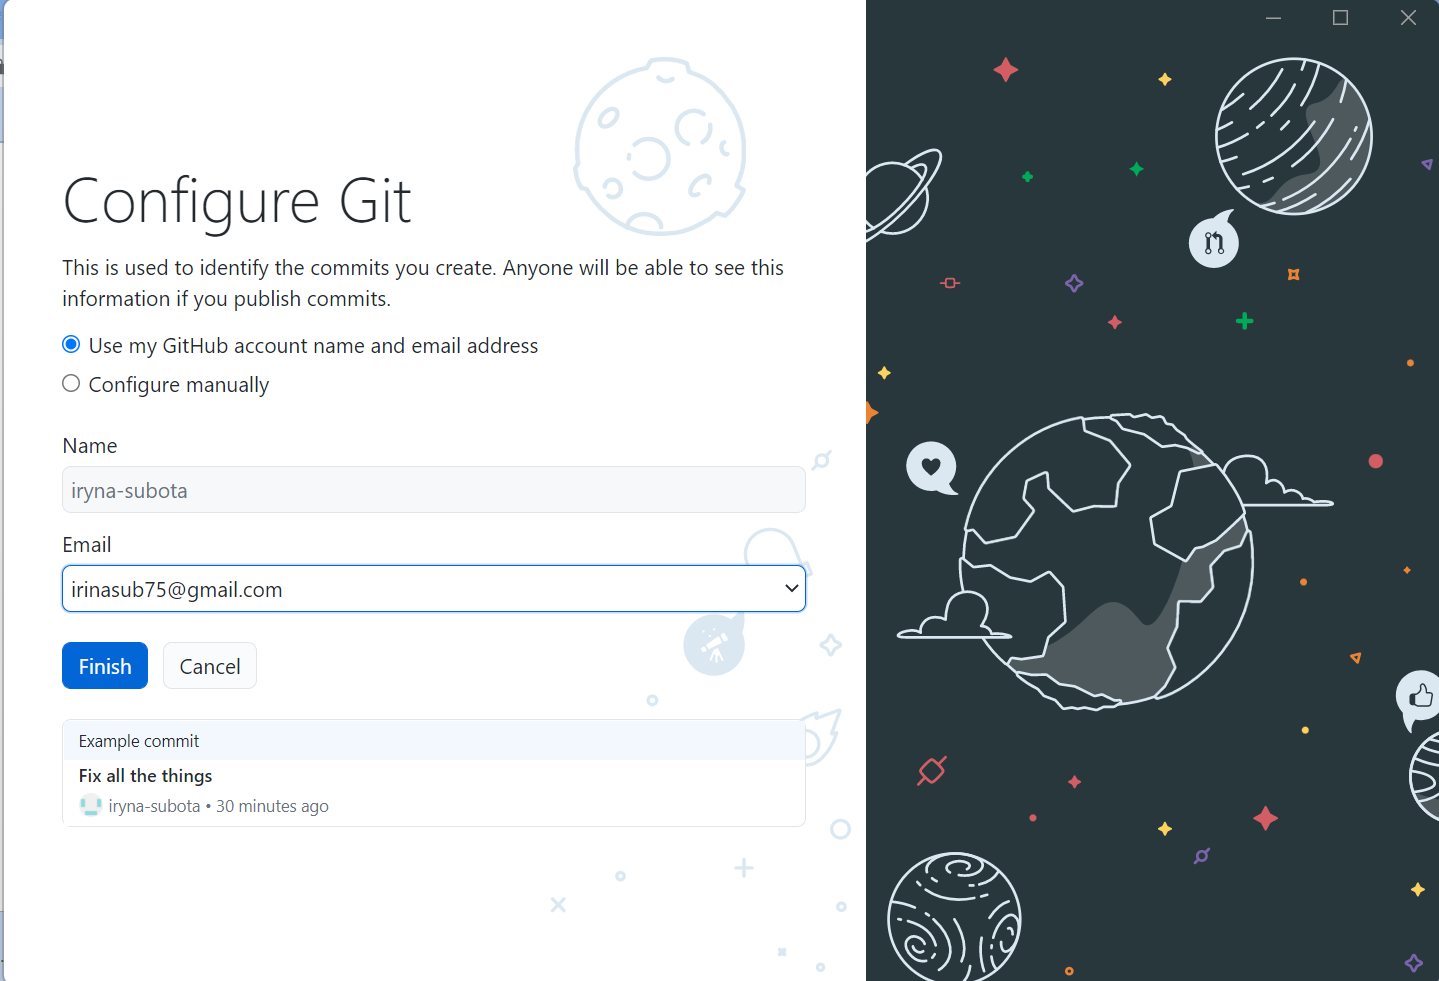 Configure Git
This is used to identify the commits you create. Anyone will be able to see this
information if you publish commits.
Use my GitHub account name and email address
Configure manually
Name
iryna-subota
Email
irinasub75@gmail.com
Finish
Cancel
Example commit
Fix all the things
iryna-subota • 30 minutes ago